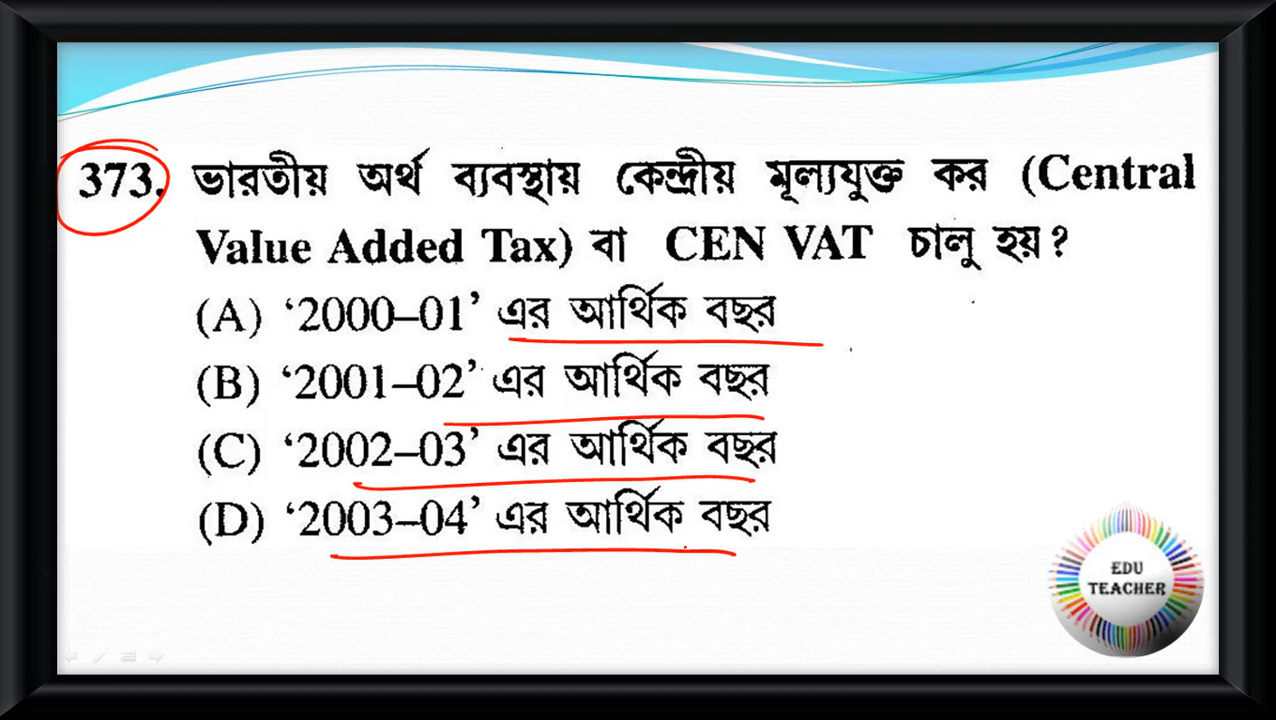 373. ভারতীয় অর্থ ব্যবস্থায় কেন্দ্রীয় মূল্যযুক্ত কর (Central
Value Added Tax) বা CEN VAT চালু হয়?
(A) ‘2000–01’ এর আর্থিক বছর
(B) ‘2001–02’ এর আর্থিক বছর
(C) ‘2002–03’ এর আর্থিক বছর
(D) ‘2003–04’ এর আর্থিক বছর
EDU
TEACHER